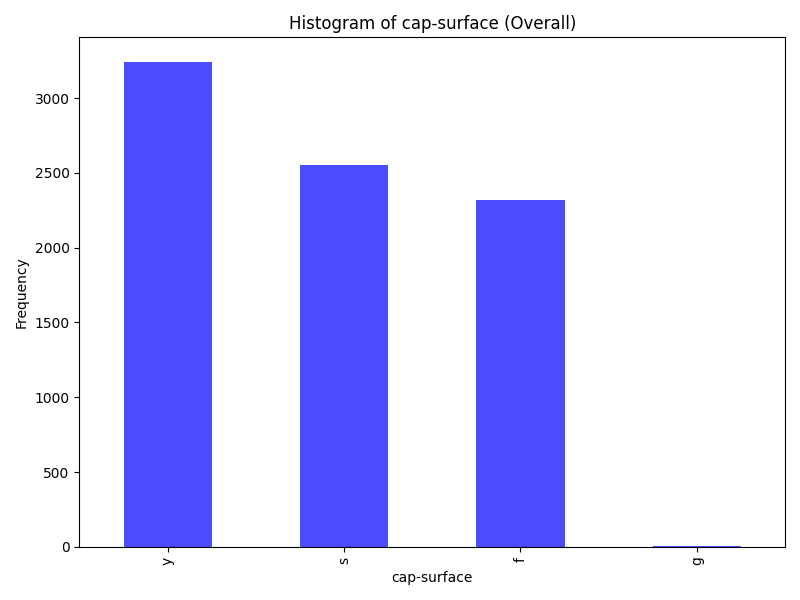 Histogram of cap-surface (Overall)
Frequency
3000
2500
2000
1500
1000
500
0
y
s
f
g
cap-surface